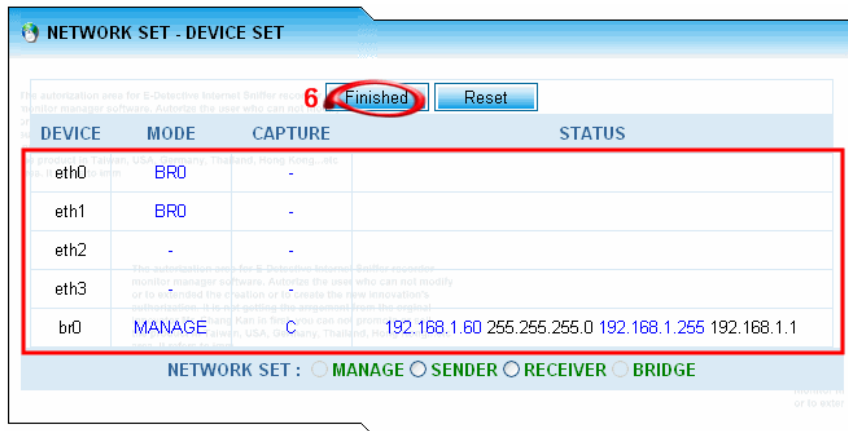 NETWORK SET - DEVICE SET
6 Finished Reset
DEVICE MODE CAPTURE STATUS
eth0 BR0 -
eth1 BR0 -
eth2 - -
eth3 - -
br0 MANAGE C 192.168.1.60 255.255.255.0 192.168.1.255 192.168.1.1
NETWORK SET : MANAGE SENDER RECEIVER BRIDGE